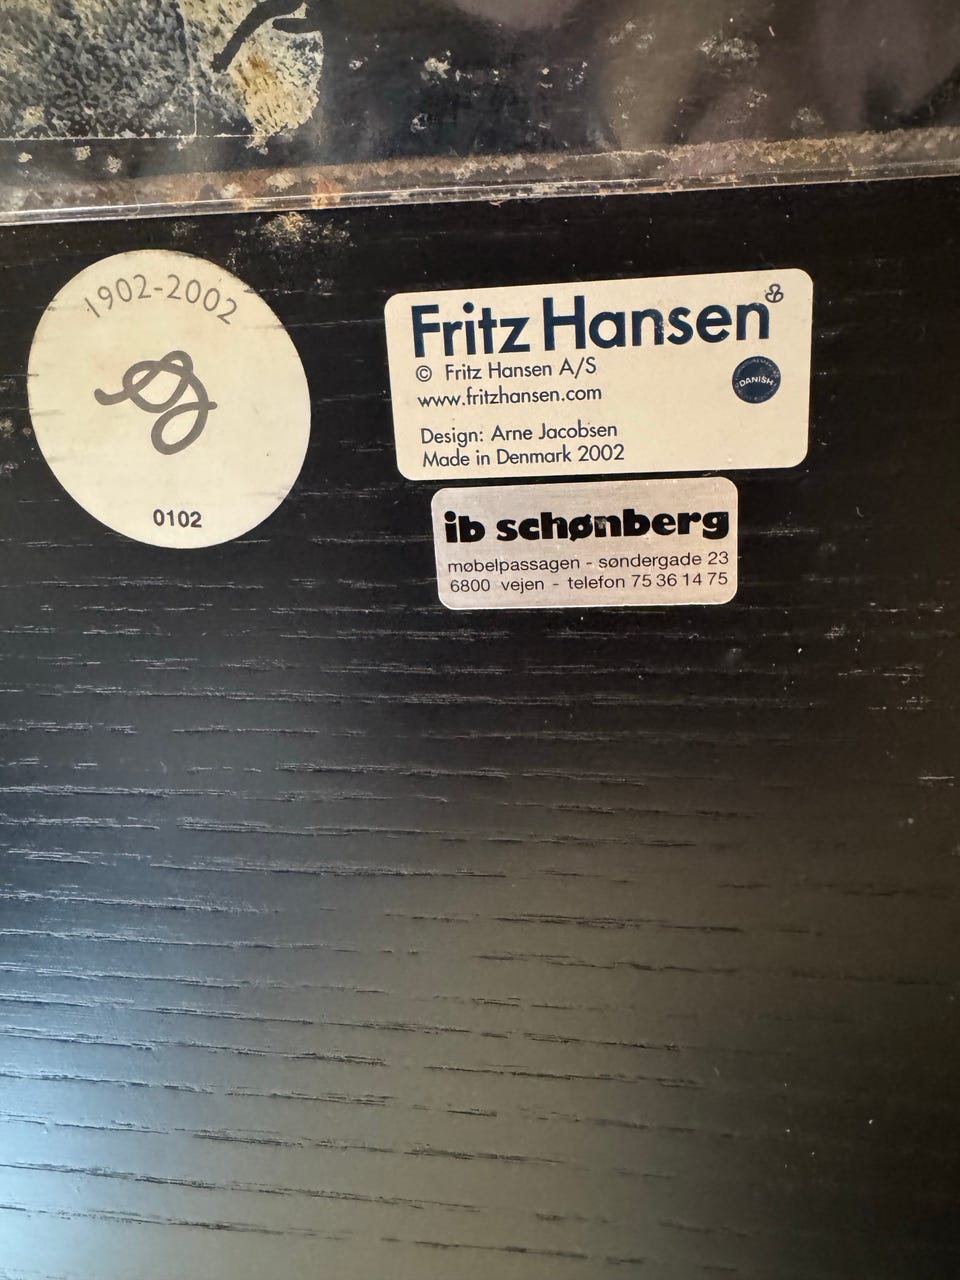 1902-2002
0102
Fritz Hansen
© Fritz Hansen A/S
www.fritzhansen.com
DANISH
Design: Arne Jacobsen
Made in Denmark 2002
ib schønberg
møbelpassagen - søndergade 23
6800 vejen - telefon 75 36 14 75